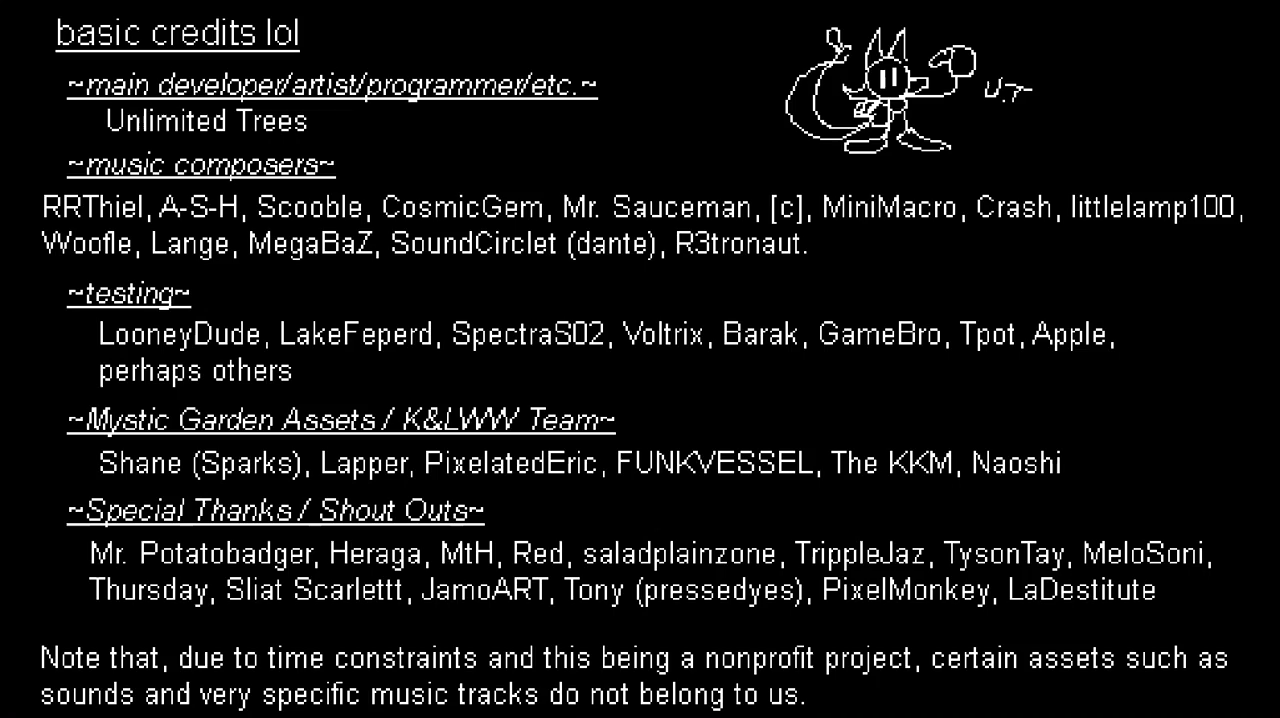 basic credits lol
U.T
~main developer/artist/programmer/etc.~
Unlimited Trees
~music composers~
RRThiel, A-S-H, Scooble, CosmicGem, Mr. Sauceman, [c], MiniMacro, Crash, littlelamp100,
Woofle, Lange, MegaBaZ, SoundCirclet (dante), R3tronaut.
~testing~
LooneyDude, LakeFeperd, SpectraS02, Voltrix, Barak, GameBro, Tpot, Apple,
perhaps others
~Mystic Garden Assets / K&LWW Team~
Shane (Sparks), Lapper, PixelatedEric, FUNKVESSEL, The KKM, Naoshi
~Special Thanks / Shout Outs~
Mr. Potatobadger, Heraga, MtH, Red, saladplainzone, TrippleJaz, TysonTay, MeloSoni,
Thursday, Sliat Scarlettt, JamoART, Tony (pressedyes), PixelMonkey, LaDestitute
Note that, due to time constraints and this being a nonprofit project, certain assets such as
sounds and very specific music tracks do not belong to us.